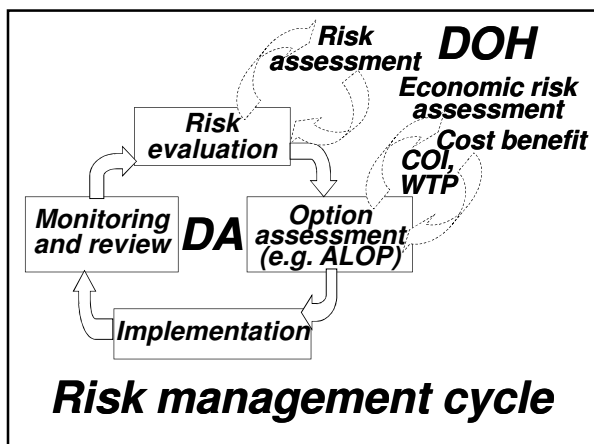 Risk
assessment
DOH
Economic risk
assessment
Cost benefit
COI,
WTP
Risk
evaluation
Monitoring
and review
DA
Option
assessment
(e.g. ALOP)
Implementation
Risk management cycle